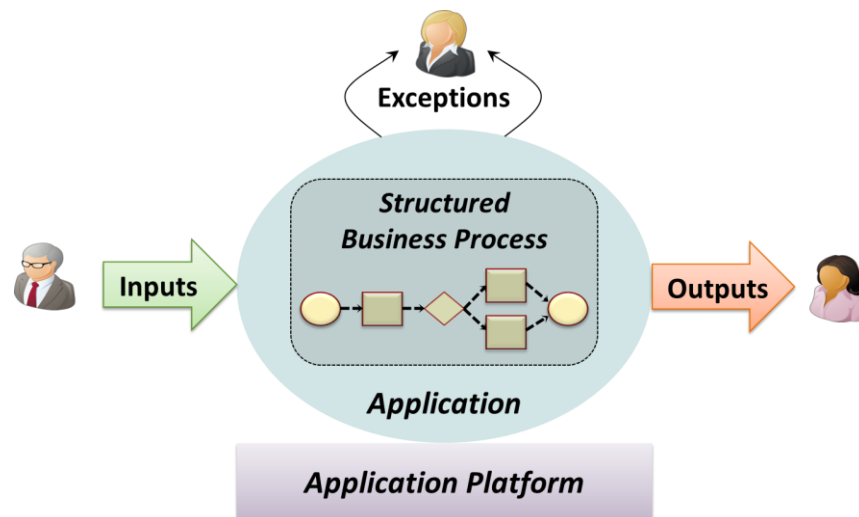 Exceptions
Structured
Business Process
Inputs
Outputs
Application
Application Platform